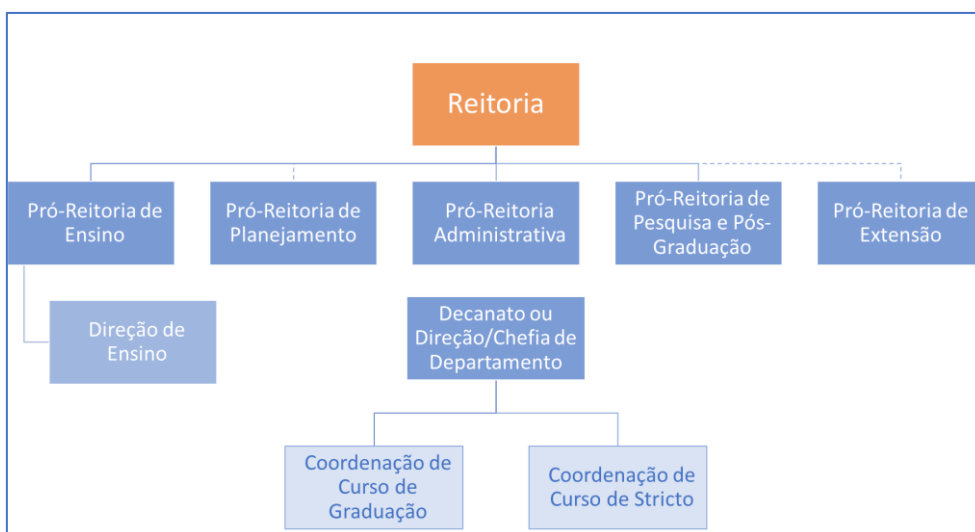 Reitoria
Pró-Reitoria de
Ensino
Pró-Reitoria de
Planejamento
Pró-Reitoria
Administrativa
Pró-Reitoria de
Pesquisa e Pós-
Graduação
Pró-Reitoria de
Extensão
Direção de
Ensino
Decanato ou
Direção/Chefia de
Departamento
Coordenação de
Curso de
Graduação
Coordenação de
Curso de Stricto